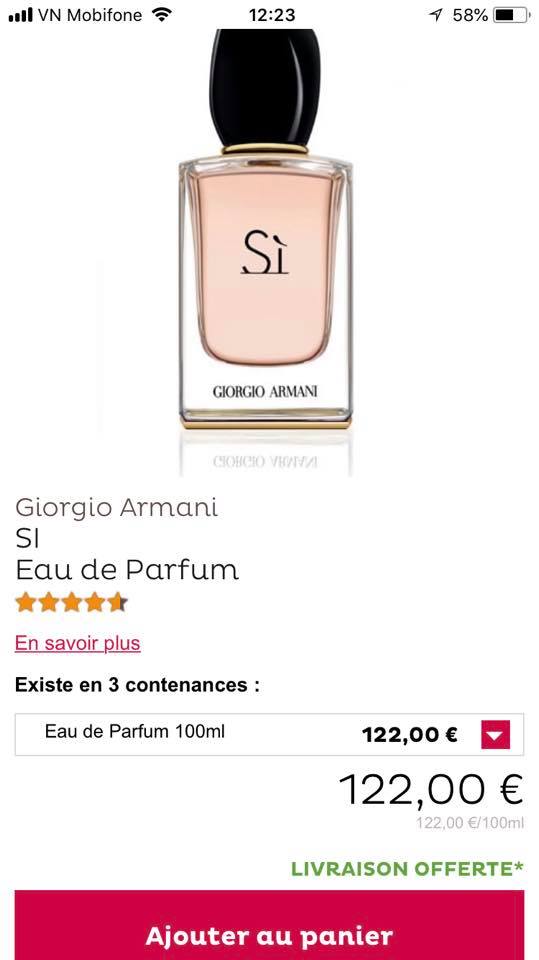 VN Mobifone 12:23 58%
Sì
GIORGIO ARMANI
GIORGIO ARMANI
Giorgio Armani
SI
Eau de Parfum
En savoir plus
Existe en 3 contenances :
Eau de Parfum 100ml 122,00 €
122,00 €
122,00 €/100ml
LIVRAISON OFFERTE*
Ajouter au panier